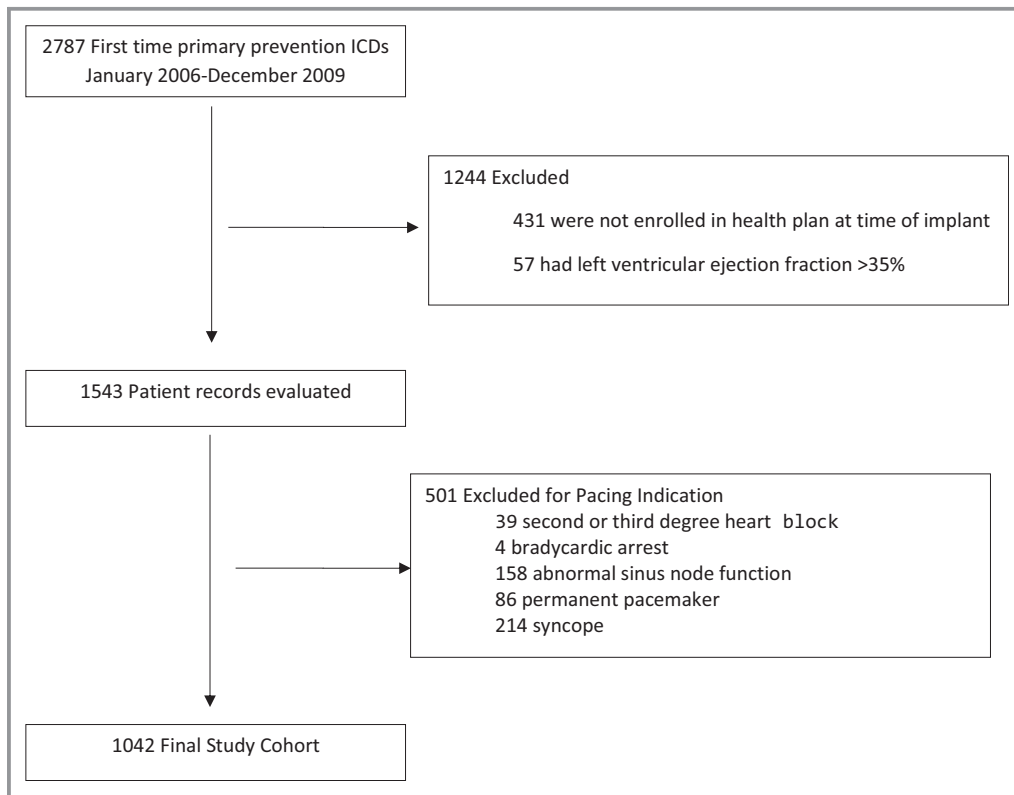 2787 First time primary prevention ICDs
January 2006-December 2009
1244 Excluded
431 were not enrolled in health plan at time of implant
57 had left ventricular ejection fraction >35%
1543 Patient records evaluated
501 Excluded for Pacing Indication
39 second or third degree heart block
4 bradycardic arrest
158 abnormal sinus node function
86 permanent pacemaker
214 syncope
1042 Final Study Cohort